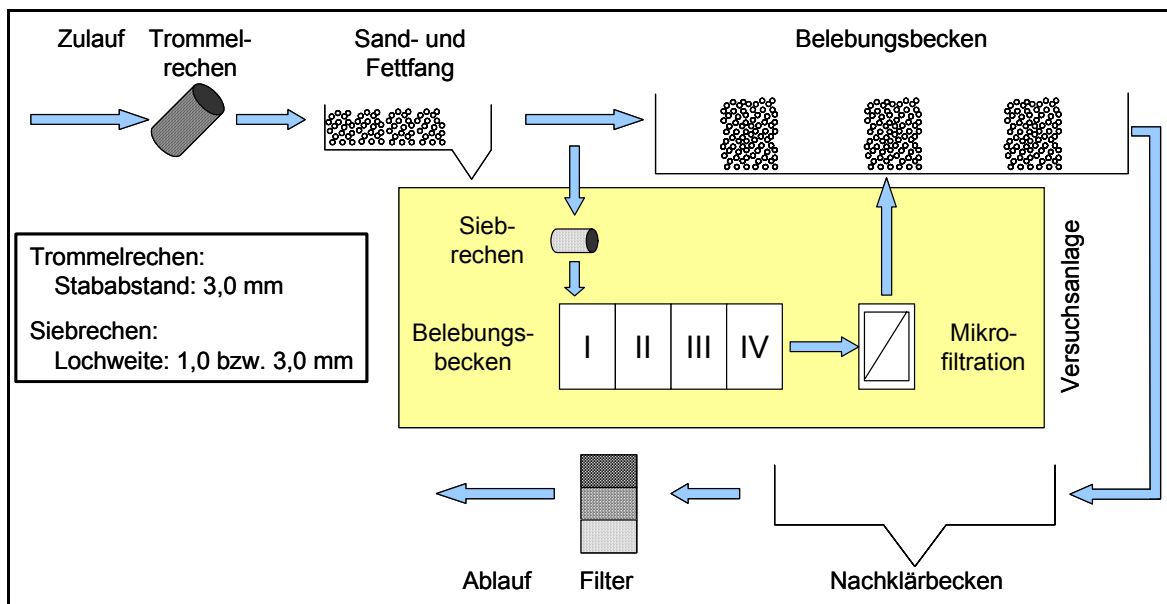 Zulauf
Trommel-
rechen
Sand- und
Fettfang
Belebungsbecken
Trommelrechen:
Stababstand: 3,0 mm
Siebrechen:
Lochweite: 1,0 bzw. 3,0 mm
Sieb-
rechen
Belebungs-
becken
I II III IV
Mikro-
filtration
Versuchsanlage
Ablauf
Filter
Nachklärbecken